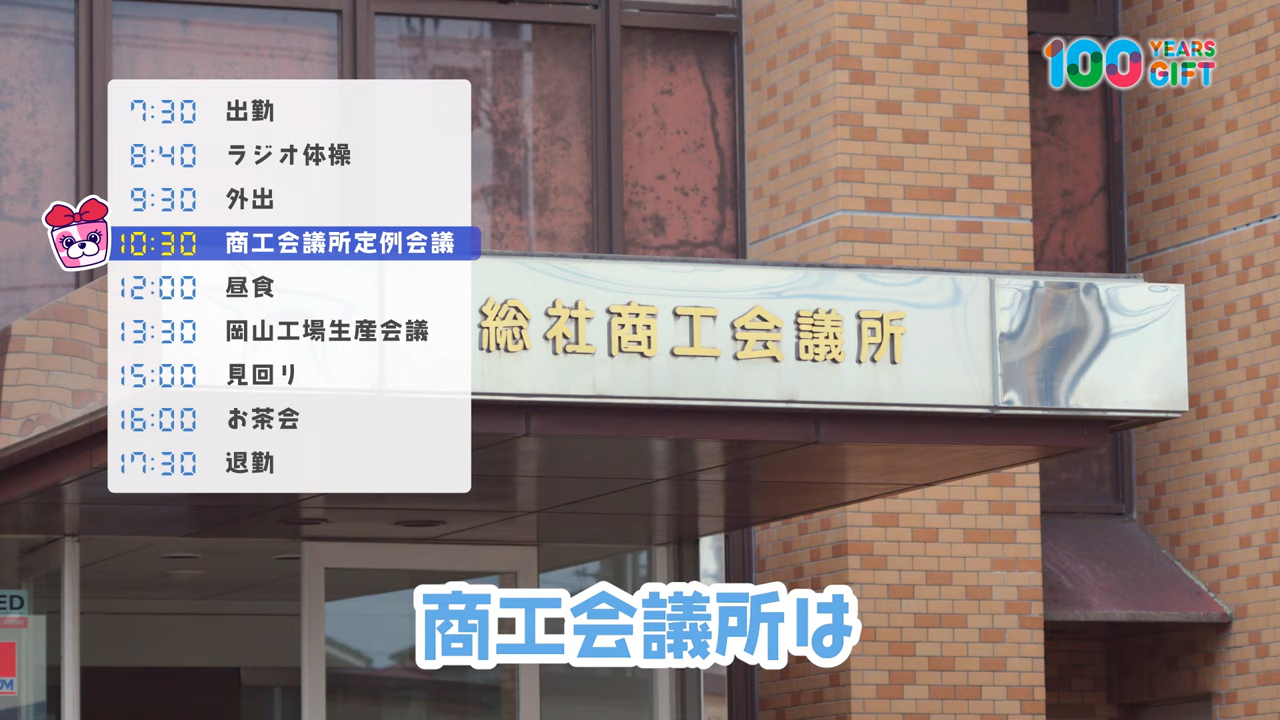 100 YEARS GIFT
7:30 出勤
8:40 ラジオ体操
9:30 外出
10:30 商工会議所定例会議
12:00 昼食
13:30 岡山工場生産会議
15:00 見回り
16:00 お茶会
17:30 退勤
総社商工会議所
ED
商工会議所は